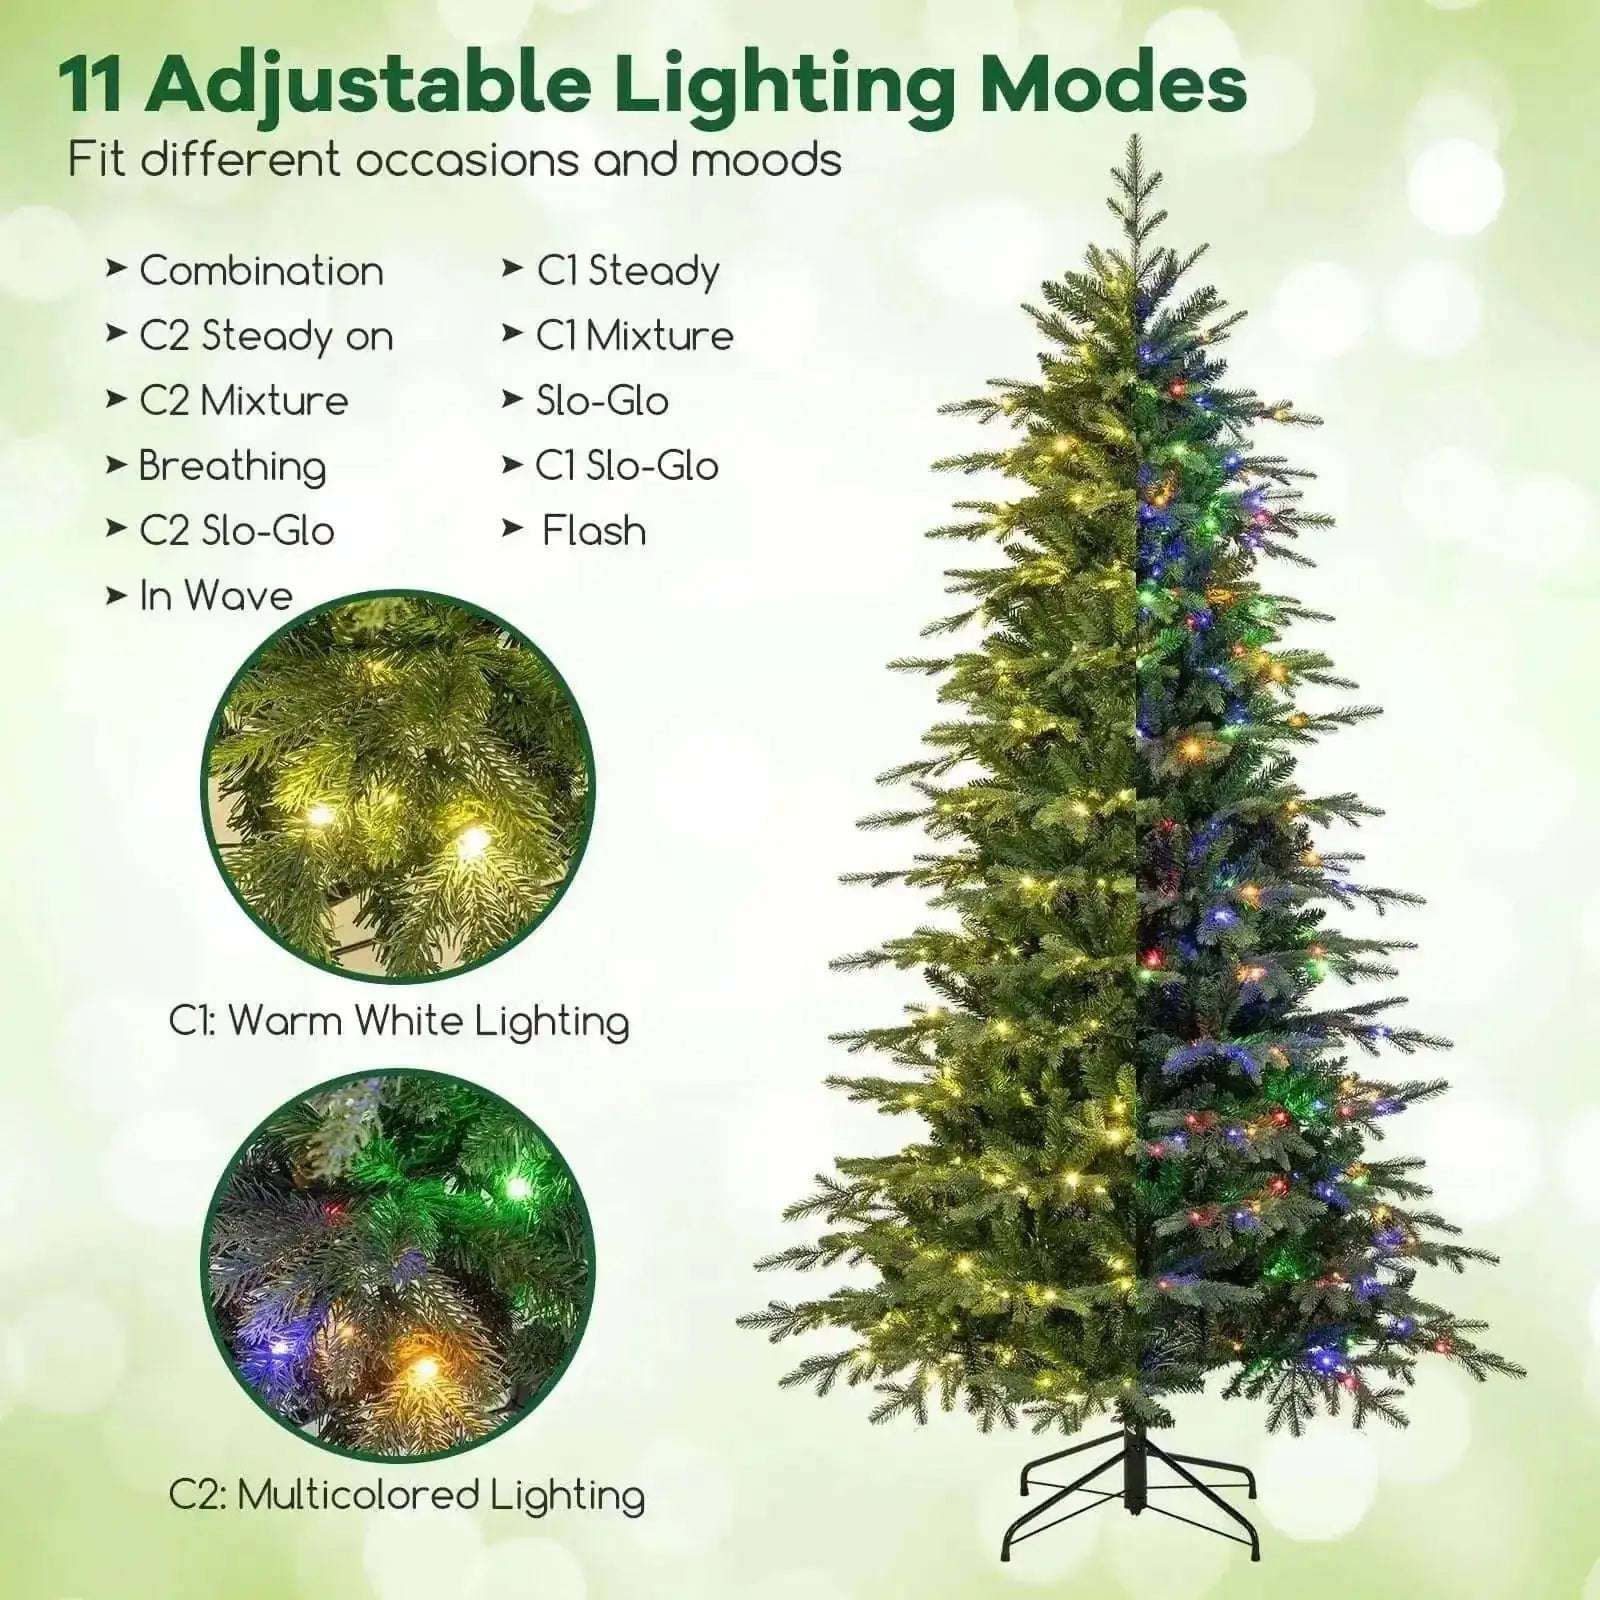 11 Adjustable Lighting Modes
Fit different occasions and moods
➤ Combination
➤ C2 Steady on
➤ C2 Mixture
➤ Breathing
➤ C2 Slo-Glo
➤ In Wave
➤ C1 Steady
➤ C1 Mixture
➤ Slo-Glo
➤ C1 Slo-Glo
➤ Flash
C1: Warm White Lighting
C2: Multicolored Lighting